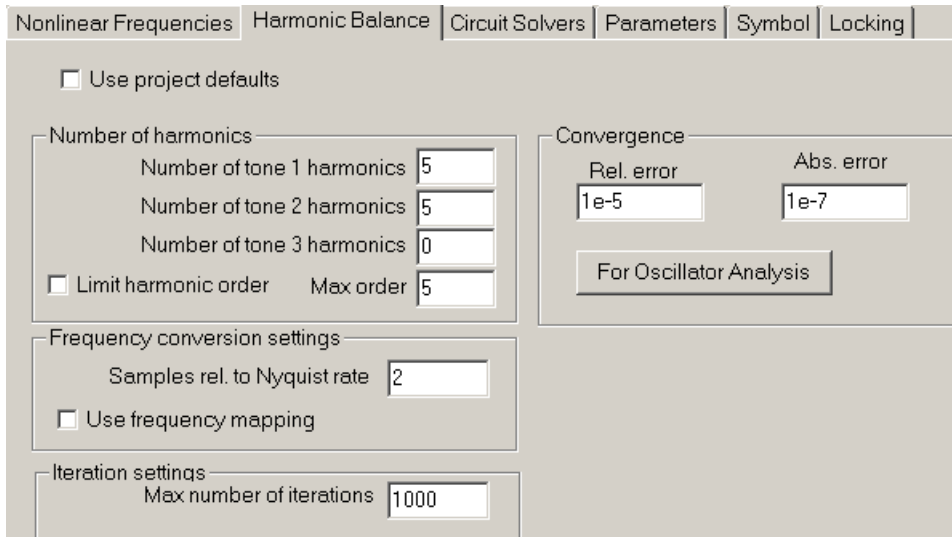 Nonlinear Frequencies Harmonic Balance Circuit Solvers Parameters Symbol Locking
Use project defaults
Number of harmonics
Number of tone 1 harmonics 5
Number of tone 2 harmonics 5
Number of tone 3 harmonics 0
Limit harmonic order Max order 5
Convergence
Rel. error Abs. error
1e-5 1e-7
For Oscillator Analysis
Frequency conversion settings
Samples rel. to Nyquist rate 2
Use frequency mapping
Iteration settings
Max number of iterations 1000